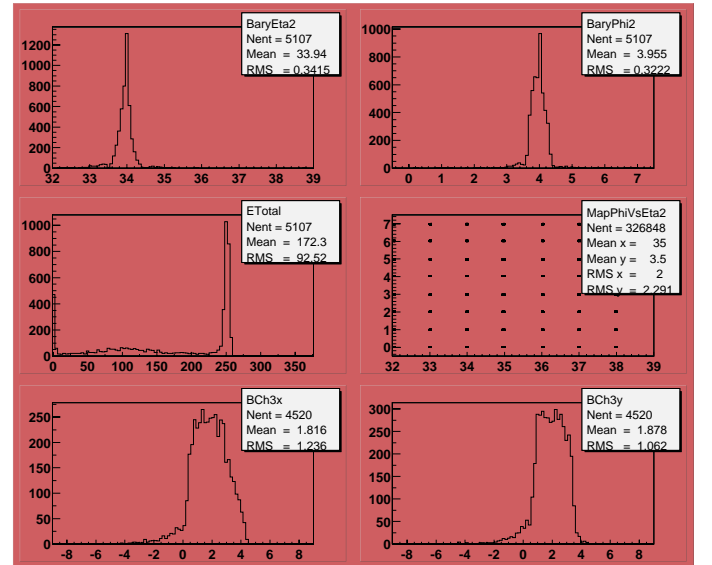 BaryEta2
Nent = 5107
Mean = 33.94
RMS = 0.3415
1200
1000
800
600
400
200
0
32 33 34 35 36 37 38 39
BaryPhi2
Nent = 5107
Mean = 3.955
RMS = 0.3222
1000
800
600
400
200
0
0 1 2 3 4 5 6 7
ETotal
Nent = 5107
Mean = 172.3
RMS = 92.52
1000
800
600
400
200
0
0 50 100 150 200 250 300 350
MapPhiVsEta2
Nent = 326848
Mean x = 35
Mean y = 3.5
RMS x = 2
RMS y = 2.291
7
6
5
4
3
2
1
0
32 33 34 35 36 37 38 39
BCh3x
Nent = 4520
Mean = 1.816
RMS = 1.236
250
200
150
100
50
0
-8 -6 -4 -2 0 2 4 6 8
BCh3y
Nent = 4520
Mean = 1.878
RMS = 1.062
300
250
200
150
100
50
0
-8 -6 -4 -2 0 2 4 6 8